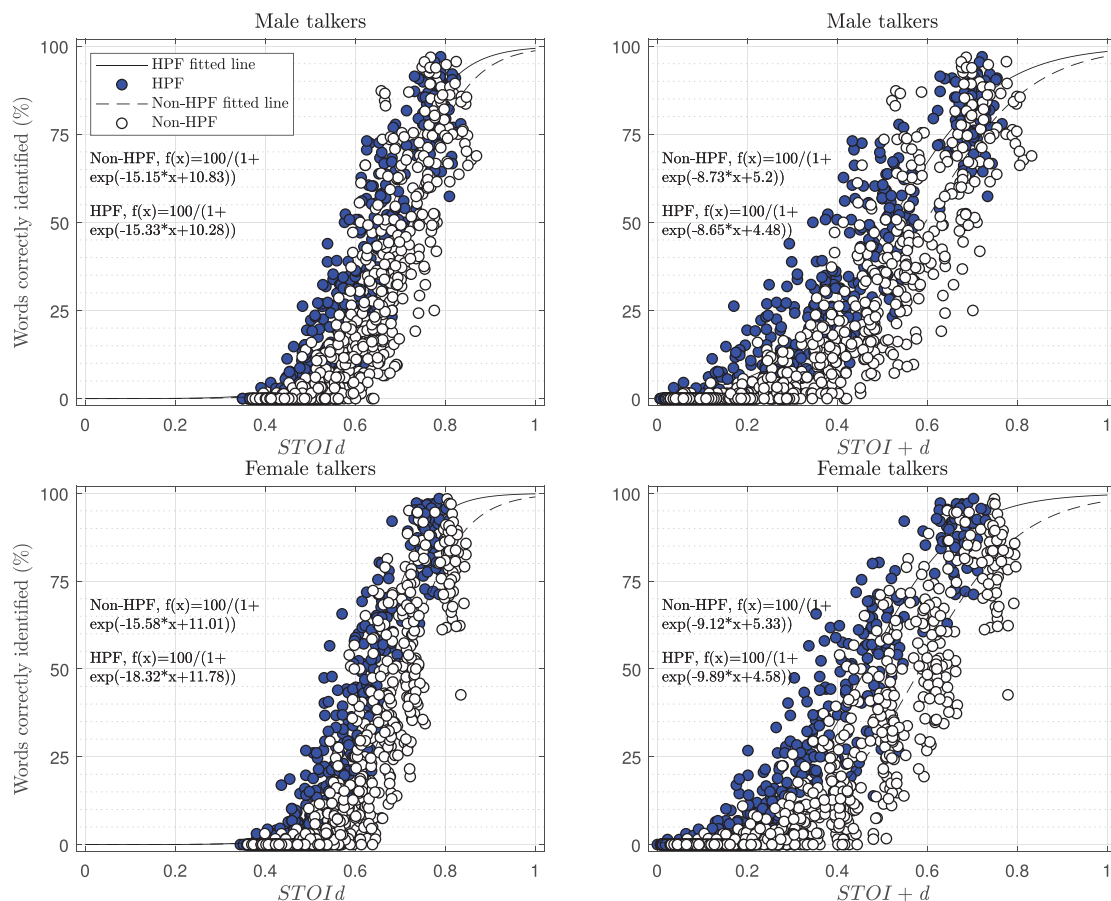 Male talkers
Words correctly identified (%)
100
75
50
25
0
HPF fitted line
HPF
Non-HPF fitted line
Non-HPF
Non-HPF, f(x)=100/(1+
exp(-15.15*x+10.83))
HPF, f(x)=100/(1+
exp(-15.33*x+10.28))
0 0.2 0.4 0.6 0.8 1
STOId
Male talkers
100
75
50
25
0
Non-HPF, f(x)=100/(1+
exp(-8.73*x+5.2))
HPF, f(x)=100/(1+
exp(-8.65*x+4.48))
0 0.2 0.4 0.6 0.8 1
STOI + d
Female talkers
Words correctly identified (%)
100
75
50
25
0
Non-HPF, f(x)=100/(1+
exp(-15.58*x+11.01))
HPF, f(x)=100/(1+
exp(-18.32*x+11.78))
0 0.2 0.4 0.6 0.8 1
STOId
Female talkers
100
75
50
25
0
Non-HPF, f(x)=100/(1+
exp(-9.12*x+5.33))
HPF, f(x)=100/(1+
exp(-9.89*x+4.58))
0 0.2 0.4 0.6 0.8 1
STOI + d